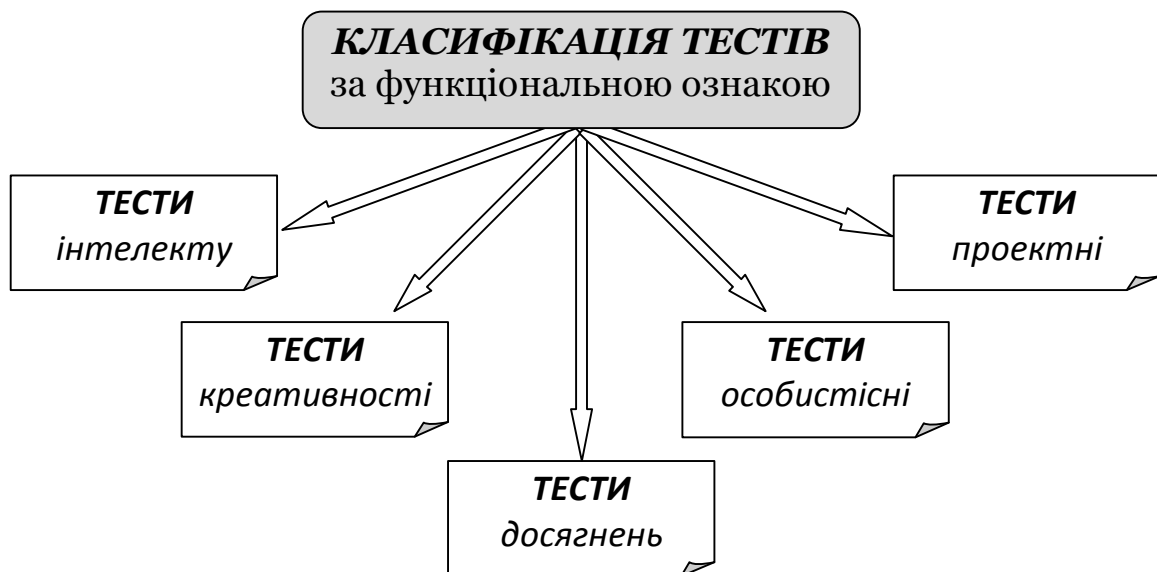 КЛАСИФІКАЦІЯ ТЕСТІВ
за функціональною ознакою
ТЕСТИ
інтелекту
ТЕСТИ
проектні
ТЕСТИ
креативності
ТЕСТИ
особистісні
ТЕСТИ
досягнень